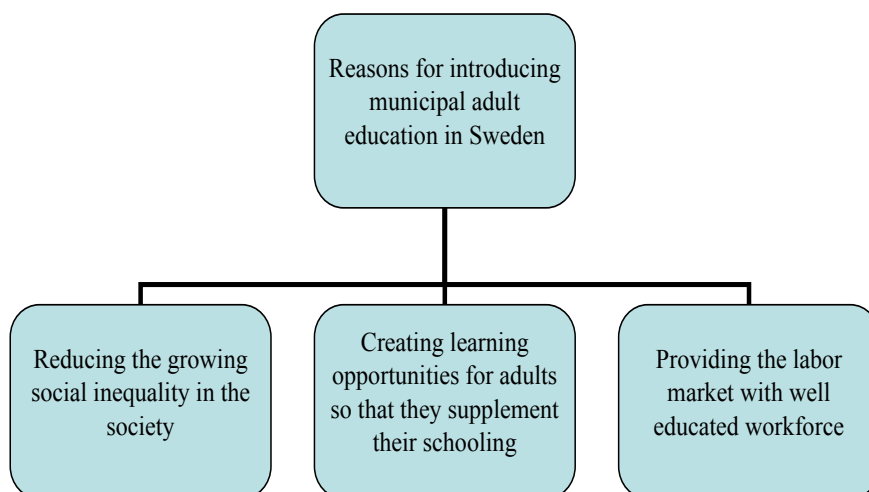 Reasons for introducing
municipal adult
education in Sweden
Reducing the growing
social inequality in the
society
Creating learning
opportunities for adults
so that they supplement
their schooling
Providing the labor
market with well
educated workforce